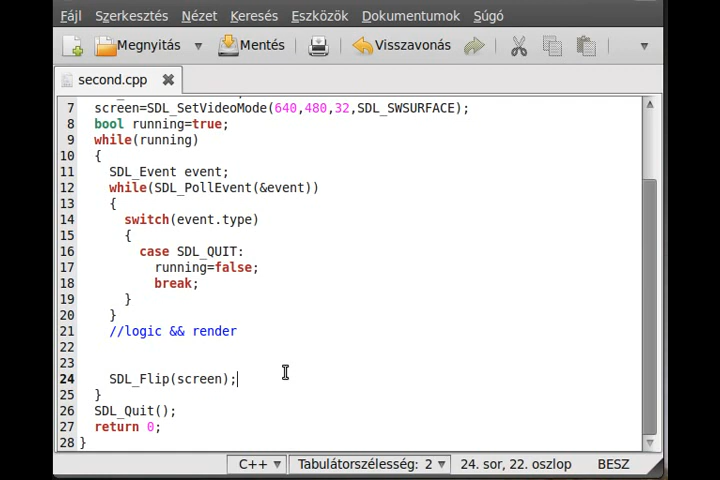 Fájl Szerkesztés Nézet Keresés Eszközök Dokumentumok Súgó
Megnyitás Mentés Visszavonás
second.cpp
7 screen=SDL_SetVideoMode(640,480,32,SDL_SWSURFACE);
8 bool running=true;
9 while(running)
10 {
11 SDL_Event event;
12 while(SDL_PollEvent(&event))
13 {
14 switch(event.type)
15 {
16 case SDL_QUIT:
17 running=false;
18 break;
19 }
20 }
21 //logic && render
22
23
24 SDL_Flip(screen);
25 }
26 SDL_Quit();
27 return 0;
28 }
C++ Tabulátorszélesség: 2 24. sor, 22. oszlop BESZ